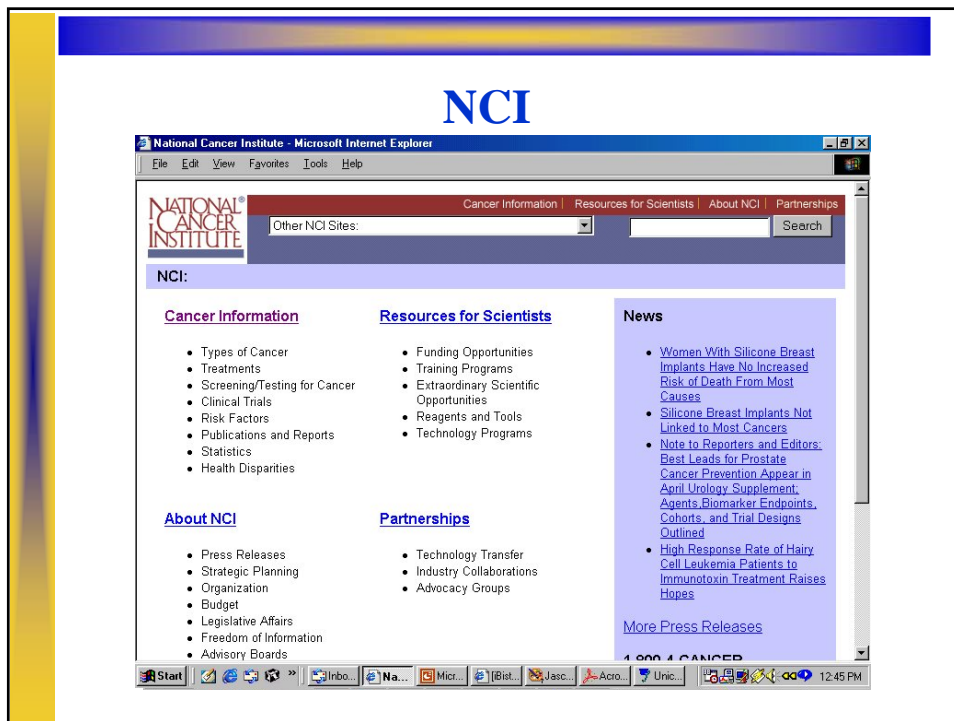 NCI
National Cancer Institute - Microsoft Internet Explorer
File Edit View Favorites Tools Help
NATIONAL®
CANCER
INSTITUTE
Cancer Information | Resources for Scientists | About NCI | Partnerships
Other NCI Sites:
Search
NCI:
Cancer Information
• Types of Cancer
• Treatments
• Screening/Testing for Cancer
• Clinical Trials
• Risk Factors
• Publications and Reports
• Statistics
• Health Disparities
Resources for Scientists
• Funding Opportunities
• Training Programs
• Extraordinary Scientific
Opportunities
• Reagents and Tools
• Technology Programs
About NCI
• Press Releases
• Strategic Planning
• Organization
• Budget
• Legislative Affairs
• Freedom of Information
• Advisory Boards
Partnerships
• Technology Transfer
• Industry Collaborations
• Advocacy Groups
News
• Women With Silicone Breast
Implants Have No Increased
Risk of Death From Most
Causes
• Silicone Breast Implants Not
Linked to Most Cancers
• Note to Reporters and Editors:
Best Leads for Prostate
Cancer Prevention Appear in
April Urology Supplement;
Agents,Biomarker Endpoints,
Cohorts, and Trial Designs
Outlined
• High Response Rate of Hairy
Cell Leukemia Patients to
Immunotoxin Treatment Raises
Hopes
More Press Releases
1-800-4-CANCER
Start » Inbo... Na... Micr... [iBist... Jasc... Acro... Unic... 12:45 PM